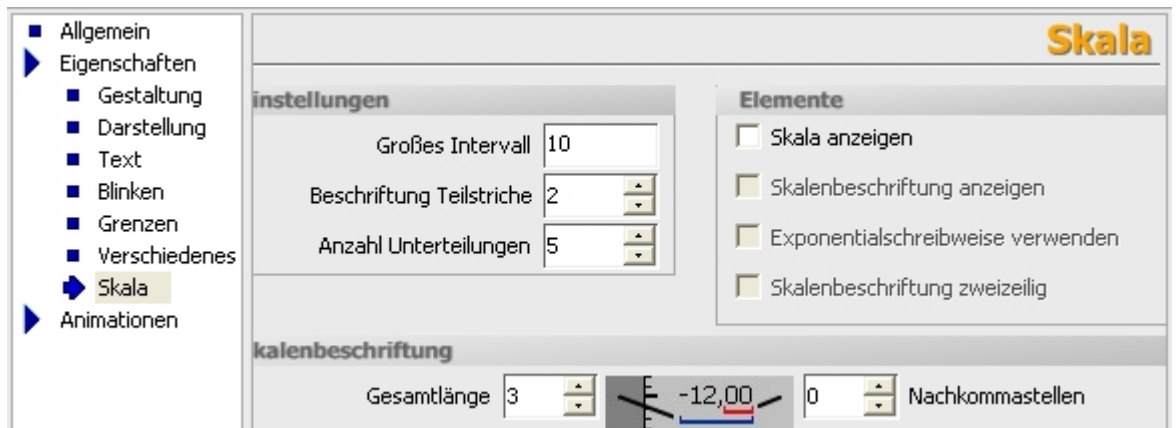 Allgemein
Eigenschaften
Gestaltung
Darstellung
Text
Blinken
Grenzen
Verschiedenes
Skala
Animationen
Skala
instellungen
Großes Intervall 10
Beschriftung Teilstriche 2
Anzahl Unterteilungen 5
Elemente
Skala anzeigen
Skalenbeschriftung anzeigen
Exponentialschreibweise verwenden
Skalenbeschriftung zweizeilig
kalenbeschriftung
Gesamtlänge 3 -12,00 0 Nachkommastellen